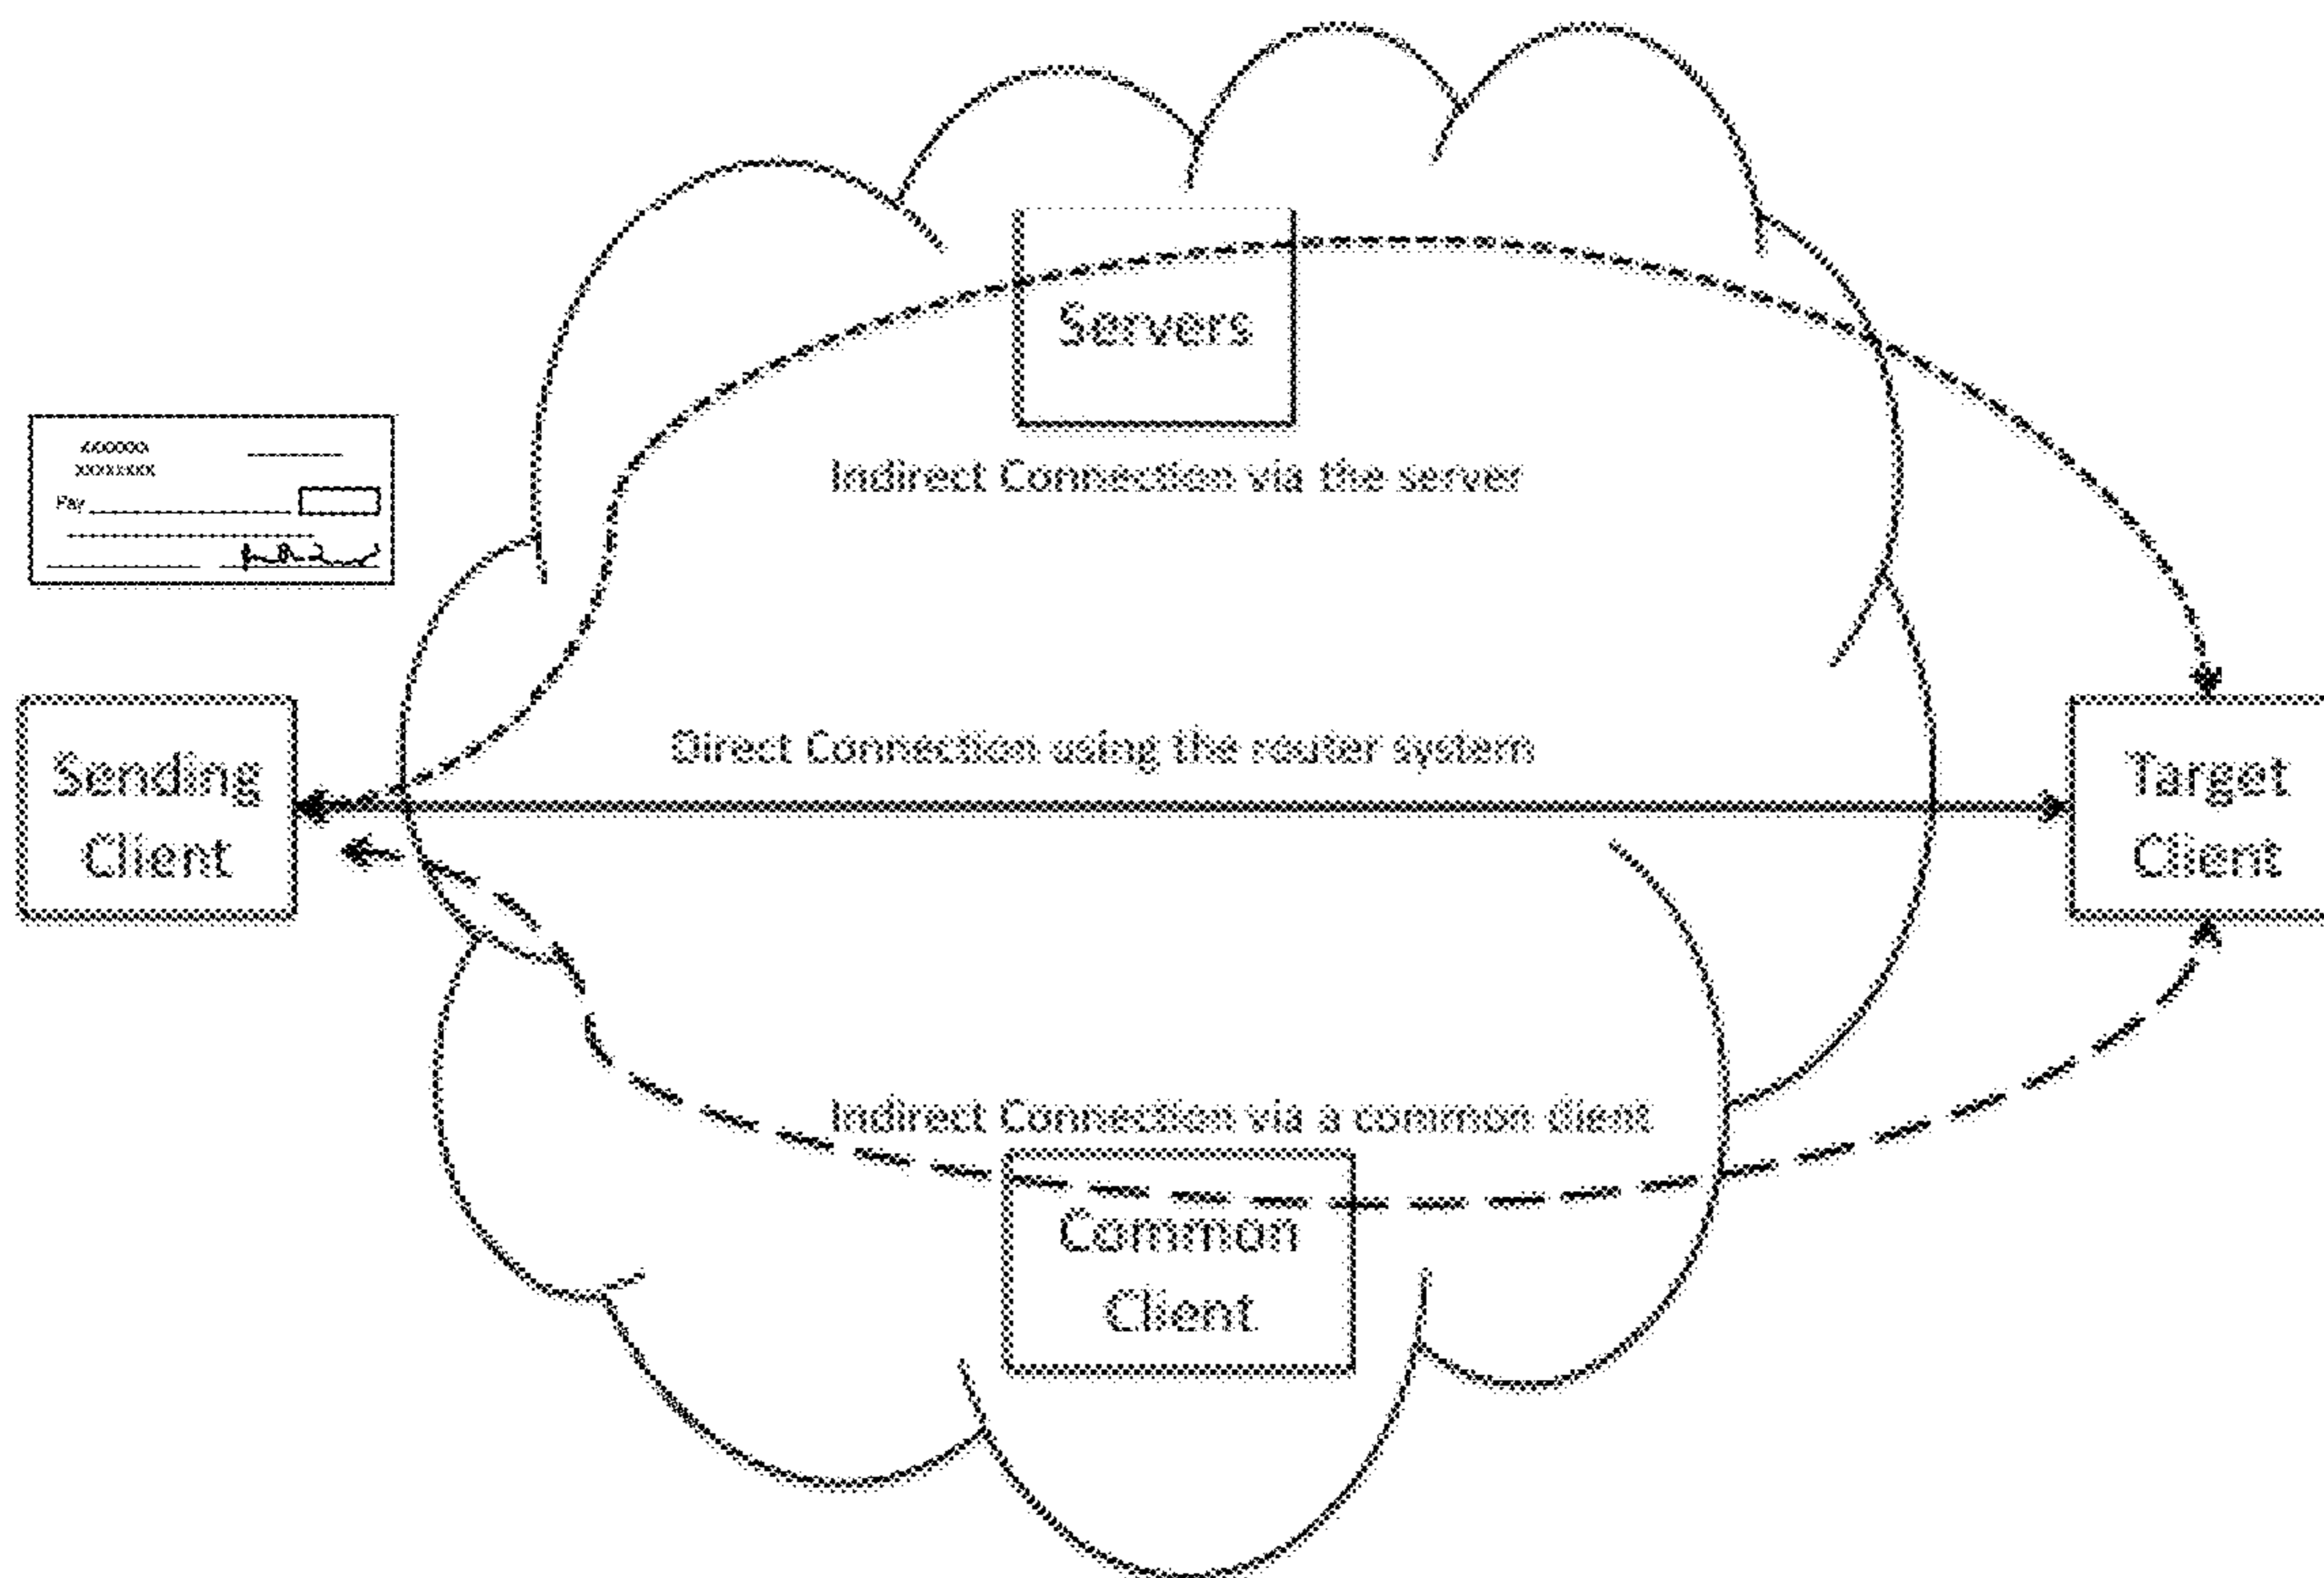 Servers
Indirect Connection via the server
Pay
Direct Connection using the router system
Sending
Client
Target
Client
Indirect Connection via a common client
Common
Client